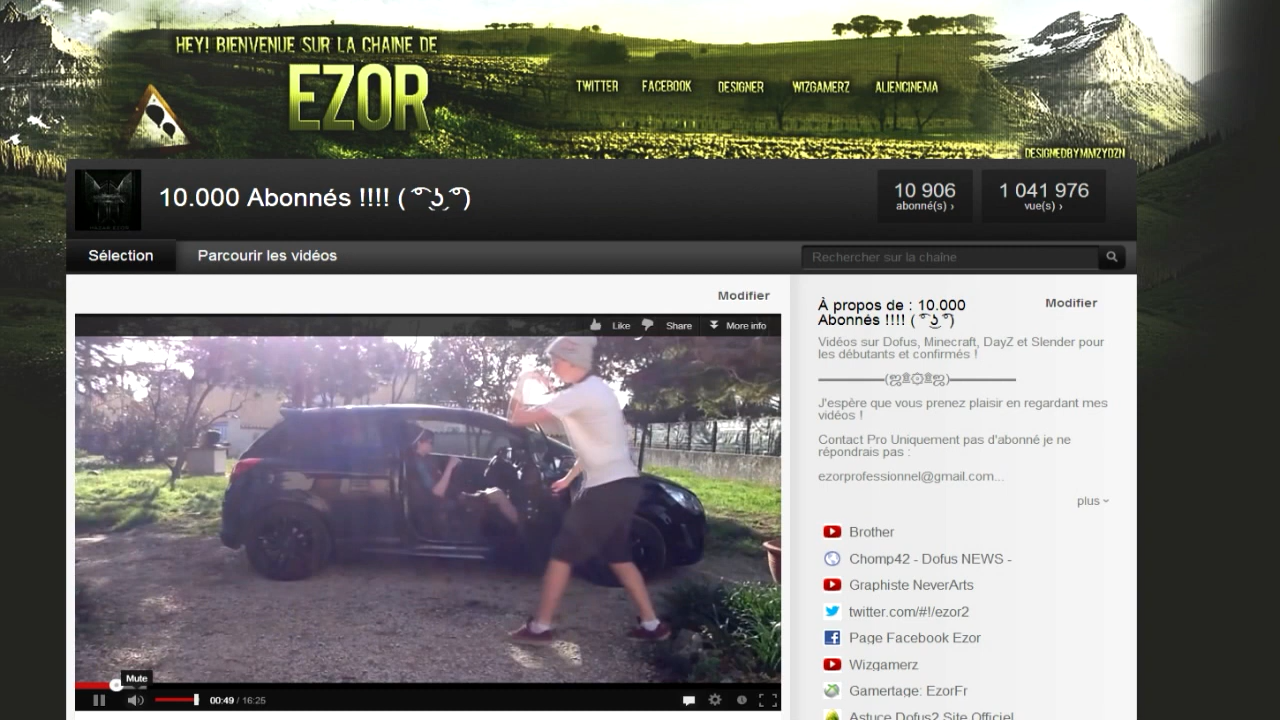 HEY! BIENVENUE SUR LA CHAINE DE
EZOR
TWITTER FACEBOOK DESIGNER WIZGAMERZ ALIENCINEMA
DESIGNEDBYMMZYDZN
10.000 Abonnés !!!! ( ͡° ͜ʖ ͡°)
10 906
abonné(s) ›
1 041 976
vue(s) ›
Sélection
Parcourir les vidéos
Rechercher sur la chaîne
Modifier
Like
Share
More info
Mute
00:49 / 16:25
À propos de : 10.000
Abonnés !!!! ( ͡° ͜ʖ ͡°)
Modifier
Vidéos sur Dofus, Minecraft, DayZ et Slender pour
les débutants et confirmés !
▬▬▬▬▬▬(ஜ۩۞۩ஜ)▬▬▬▬▬▬
J'espère que vous prenez plaisir en regardant mes
vidéos !
Contact Pro Uniquement pas d'abonné je ne
répondrais pas :
ezorprofessionnel@gmail.com...
plus
Brother
Chomp42 - Dofus NEWS -
Graphiste NeverArts
twitter.com/#!/ezor2
Page Facebook Ezor
Wizgamerz
Gamertage: EzorFr
Astuce Dofus2 Site Officiel